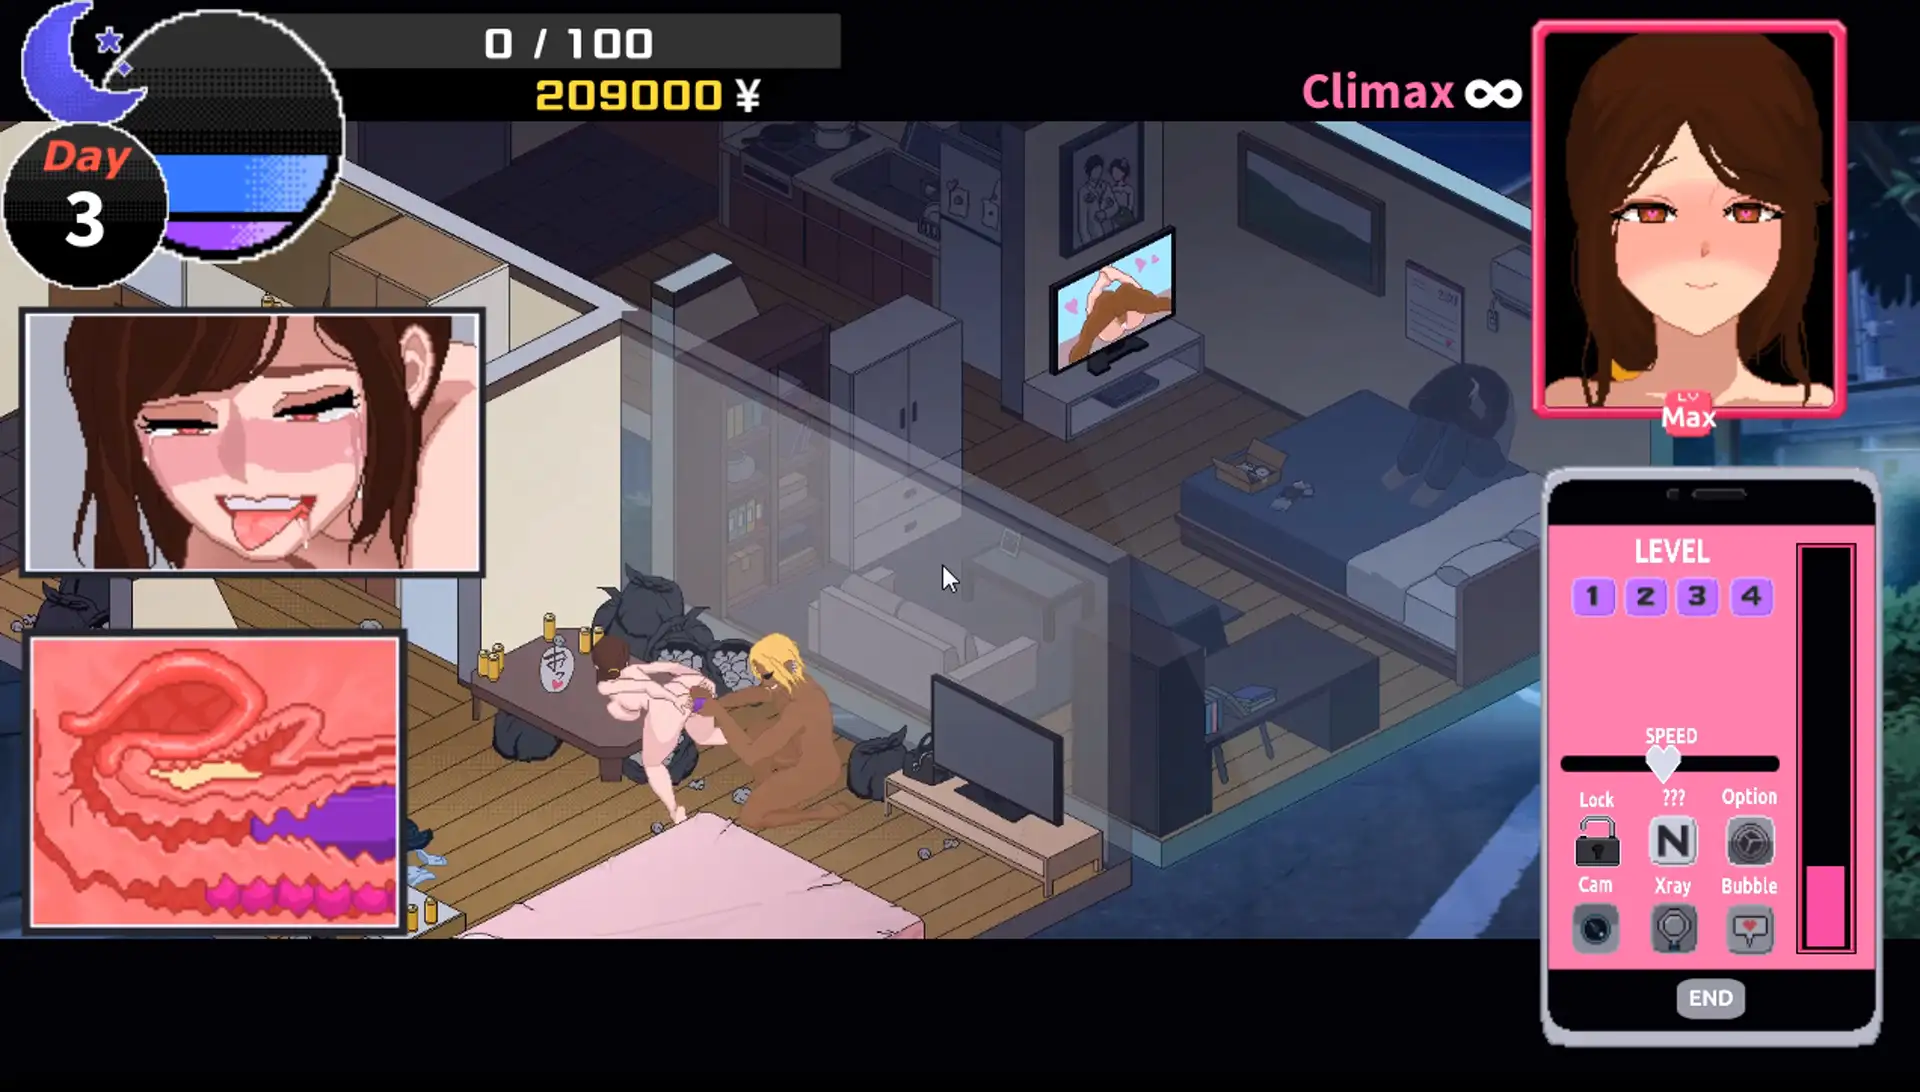 0 / 100
209000 ¥
Climax ∞
Day
3
LV
Max
LEVEL
1 2 3 4
SPEED
Lock ??? Option
N
Cam Xray Bubble
END